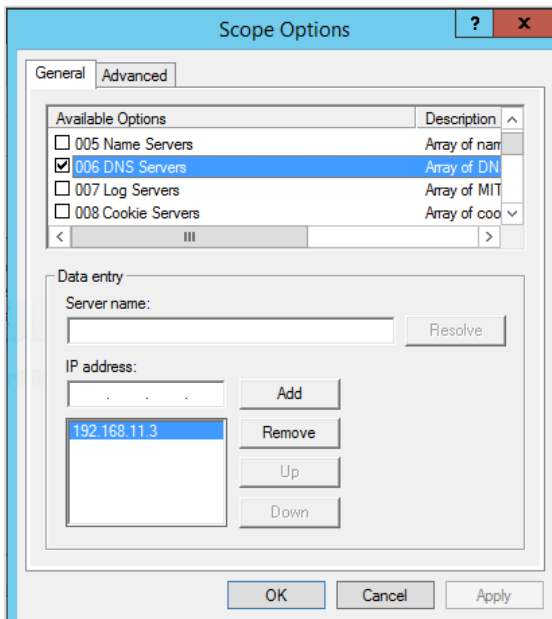 Scope Options
?
x
General
Advanced
Available Options
Description
005 Name Servers
Array of nam
006 DNS Servers
Array of DN
007 Log Servers
Array of MIT
008 Cookie Servers
Array of coo
Data entry
Server name:
Resolve
IP address:
. . .
Add
192.168.11.3
Remove
Up
Down
OK
Cancel
Apply